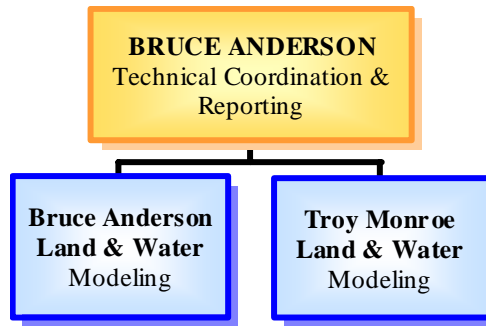 BRUCE ANDERSON
Technical Coordination &
Reporting
Bruce Anderson
Land & Water
Modeling
Troy Monroe
Land & Water
Modeling